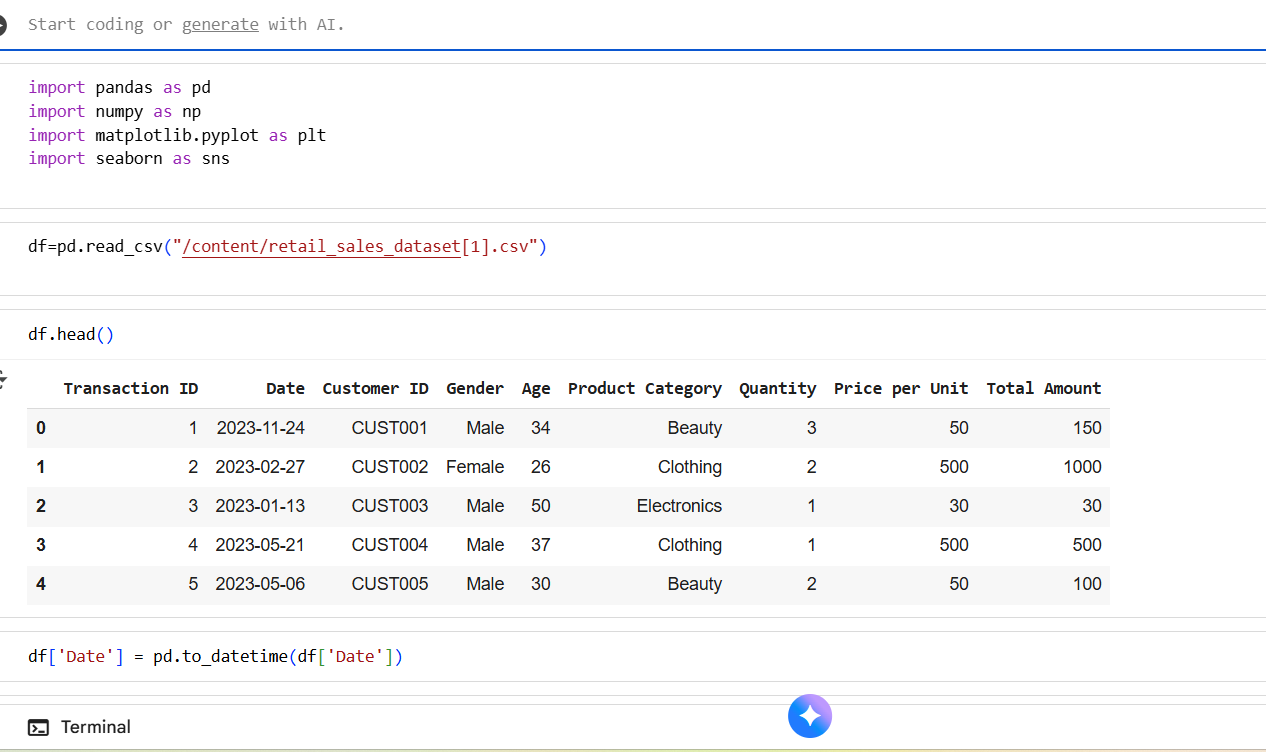 Start coding or generate with AI.
import pandas as pd
import numpy as np
import matplotlib.pyplot as plt
import seaborn as sns
df=pd.read_csv("/content/retail_sales_dataset[1].csv")
df.head()
Transaction ID Date Customer ID Gender Age Product Category Quantity Price per Unit Total Amount
0 1 2023-11-24 CUST001 Male 34 Beauty 3 50 150
1 2 2023-02-27 CUST002 Female 26 Clothing 2 500 1000
2 3 2023-01-13 CUST003 Male 50 Electronics 1 30 30
3 4 2023-05-21 CUST004 Male 37 Clothing 1 500 500
4 5 2023-05-06 CUST005 Male 30 Beauty 2 50 100
df['Date'] = pd.to_datetime(df['Date'])
Terminal